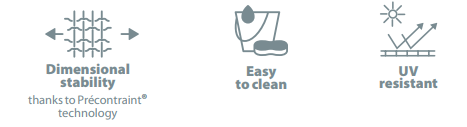 Dimensional
stability
thanks to Précontraint®
technology
Easy
to clean
UV
resistant